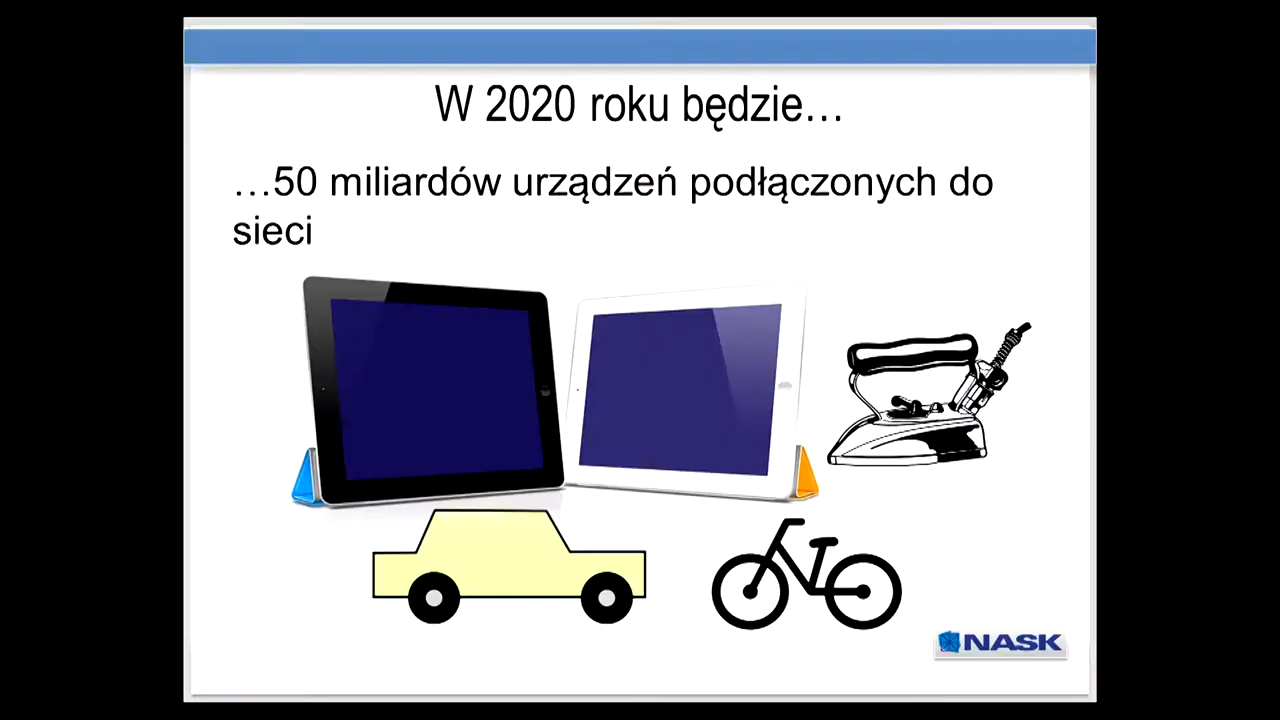 W 2020 roku będzie…
…50 miliardów urządzeń podłączonych do
sieci
NASK